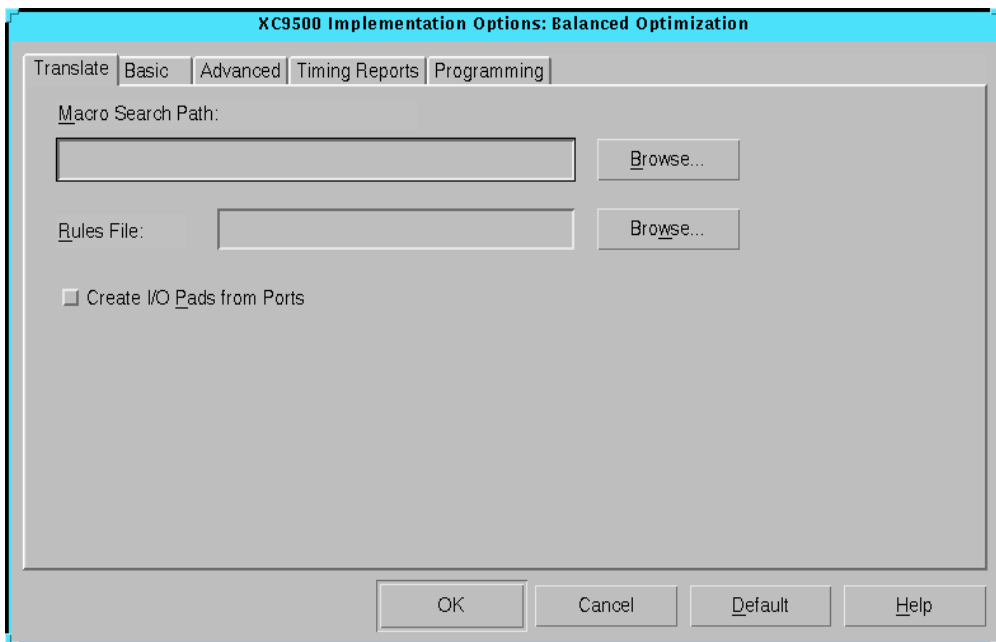 XC9500 Implementation Options: Balanced Optimization
Translate Basic Advanced Timing Reports Programming
Macro Search Path:
Browse...
Rules File:
Browse...
Create I/O Pads from Ports
OK Cancel Default Help